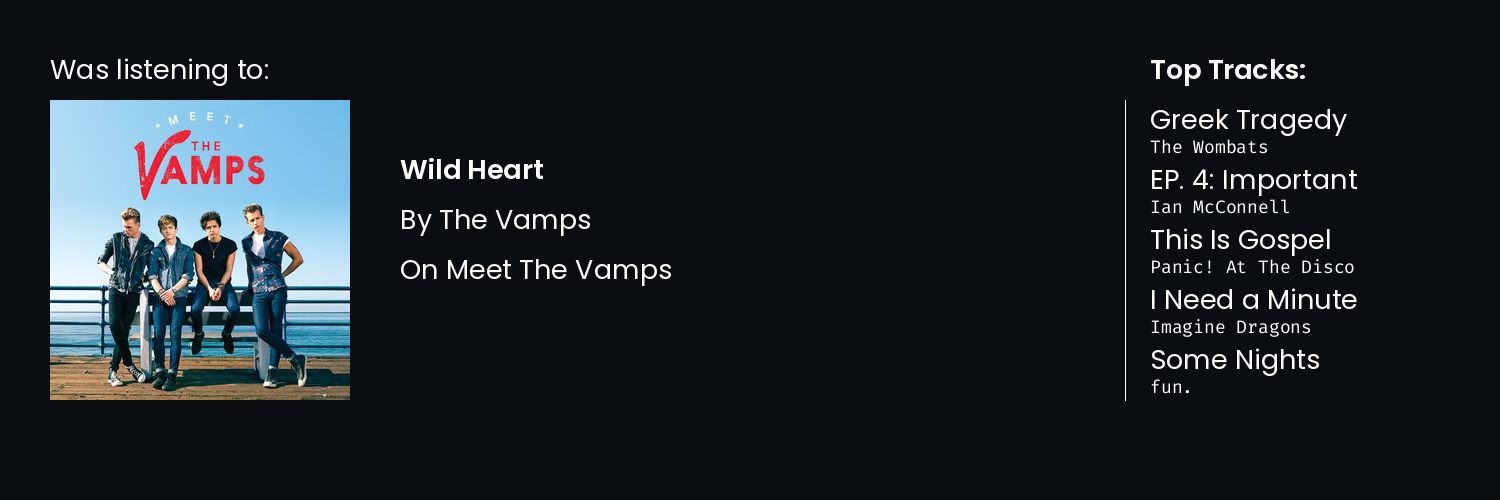 Was listening to:
MEET
THE
VAMPS
Wild Heart
By The Vamps
On Meet The Vamps
Top Tracks:
Greek Tragedy
The Wombats
EP. 4: Important
Ian McConnell
This Is Gospel
Panic! At The Disco
I Need a Minute
Imagine Dragons
Some Nights
fun.